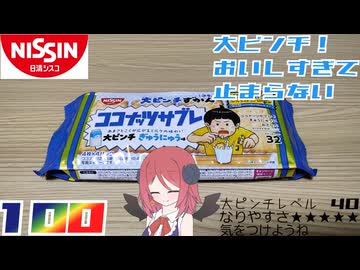 NISSIN
日清シスコ
大ピンチ！
おいしすぎて
止まらない
NISSIN
大ピンチずかん
ココナッツサブレ
大ピンチぎゅうにゅう味
100
大ピンチレベル 40
なりやすさ★★★★★
気をつけようね